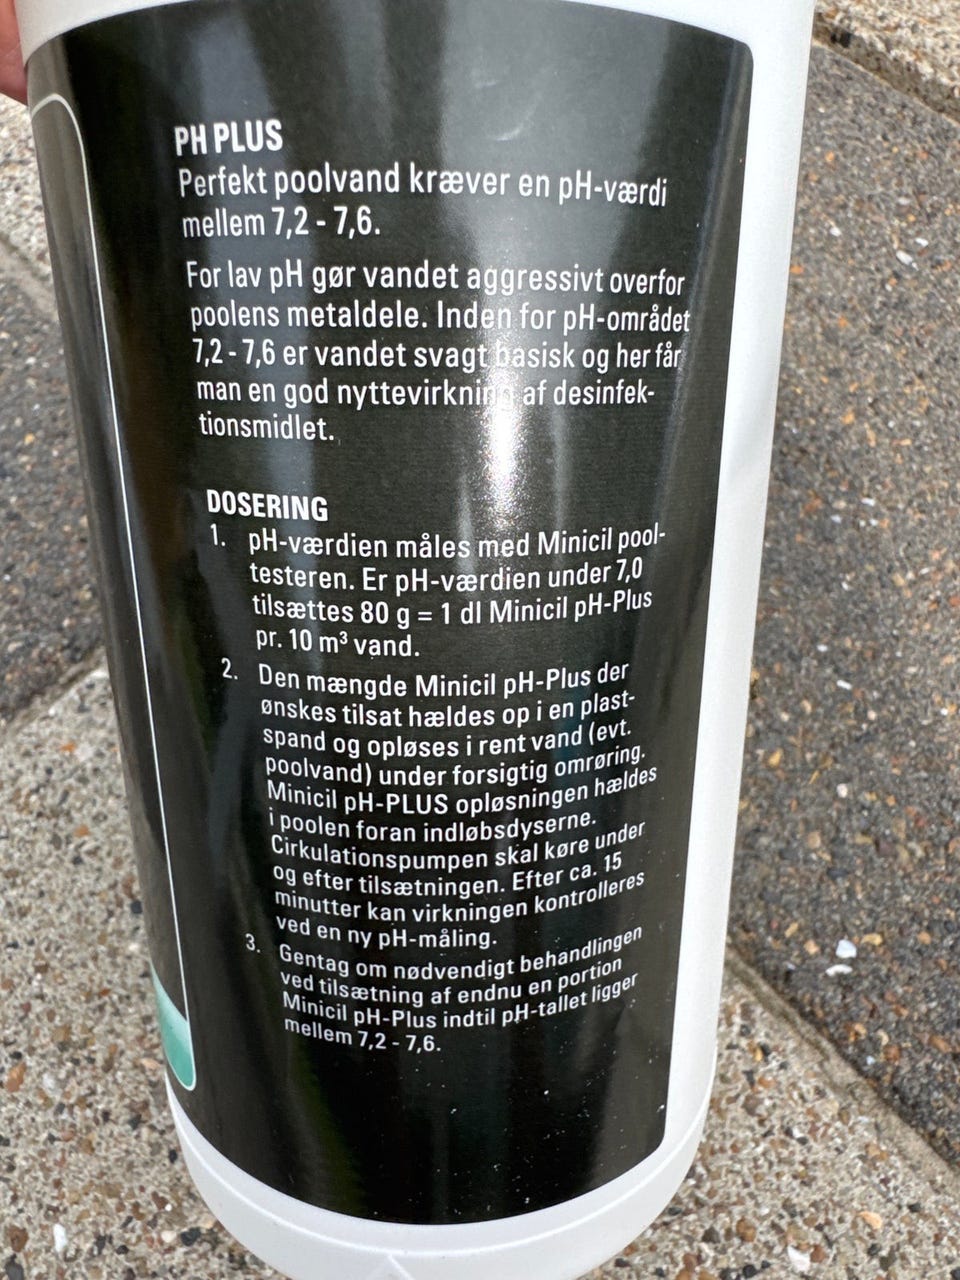 PH PLUS
Perfekt poolvand kræver en pH-værdi
mellem 7,2 - 7,6.
For lav pH gør vandet aggressivt overfor
poolens metaldele. Inden for pH-området
7,2 - 7,6 er vandet svagt basisk og her får
man en god nyttevirkning af desinfek-
tionsmidlet.
DOSERING
1. pH-værdien måles med Minicil pool-
testeren. Er pH-værdien under 7,0
tilsættes 80 g = 1 dl Minicil pH-Plus
pr. 10 m³ vand.
2. Den mængde Minicil pH-Plus der
ønskes tilsat hældes op i en plast-
spand og opløses i rent vand (evt.
poolvand) under forsigtig omrøring.
Minicil pH-PLUS opløsningen hældes
i poolen foran indløbsdyserne.
Cirkulationspumpen skal køre under
og efter tilsætningen. Efter ca. 15
minutter kan virkningen kontrolleres
ved en ny pH-måling.
3. Gentag om nødvendigt behandlingen
ved tilsætning af endnu en portion
Minicil pH-Plus indtil pH-tallet ligger
mellem 7,2 - 7,6.